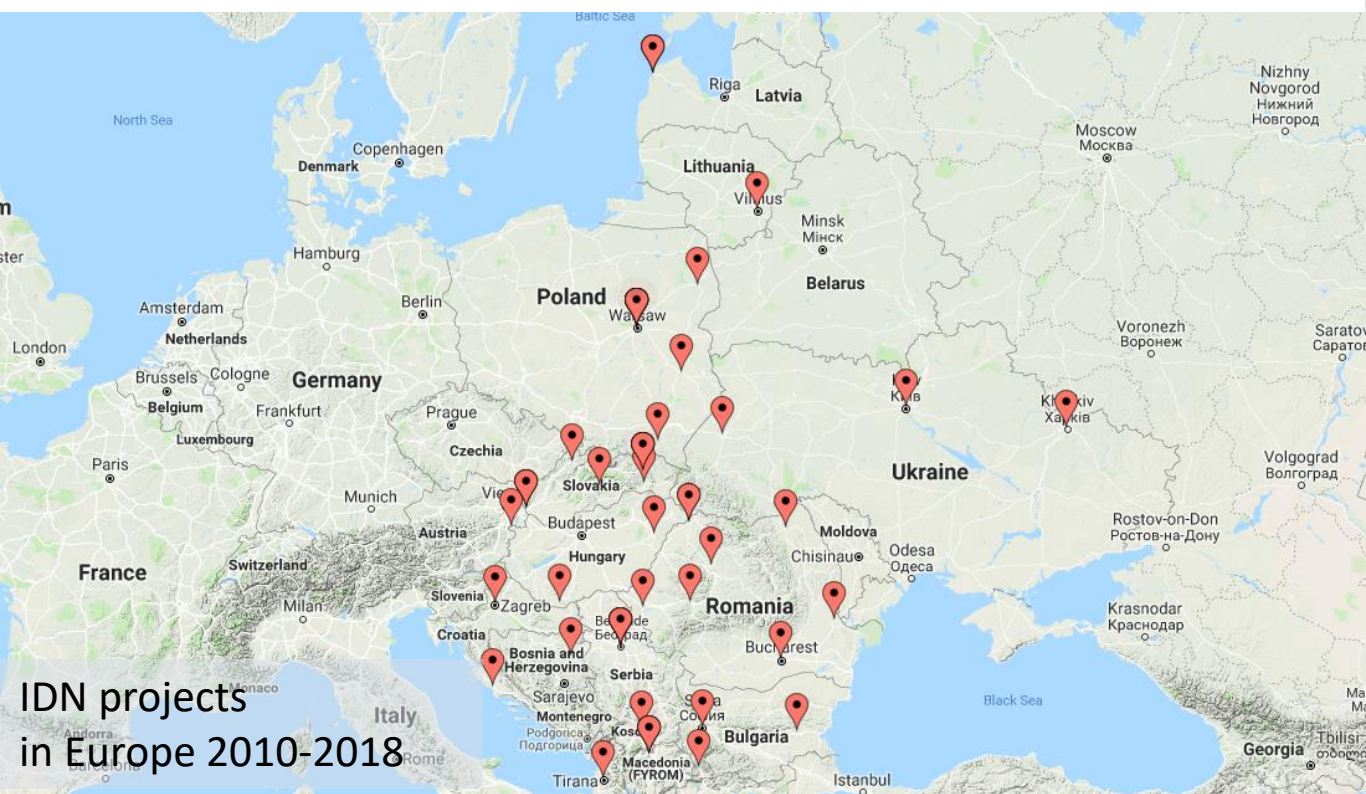 Baltic Sea
Riga
Latvia
Nizhny
Novgorod
Нижний
Новгород
North Sea
Moscow
Москва
Copenhagen
Denmark
Lithuania
Minsk
Мінск
Hamburg
Belarus
Berlin
Poland
Amsterdam
Netherlands
London
Voronezh
Воронеж
Brussels
Cologne
Germany
Belgium
Frankfurt
Prague
Luxembourg
Czechia
Paris
Ukraine
Volgograd
Волгоград
Slovakia
Munich
Budapest
Austria
Moldova
Rostov-on-Don
Ростов-на-Дону
Hungary
Chisinau
Odesa
Одеса
France
Switzerland
Slovenia
Zagreb
Milan
Romania
Krasnodar
Краснодар
Croatia
Bosnia and
Herzegovina
Serbia
Sarajevo
IDN projects
in Europe 2010-2018
Monaco
Italy
Black Sea
Montenegro
Podgorica
Подгорица
Bulgaria
Andorra
Rome
Macedonia
(FYROM)
Georgia
Tbilisi
Tirana
Istanbul